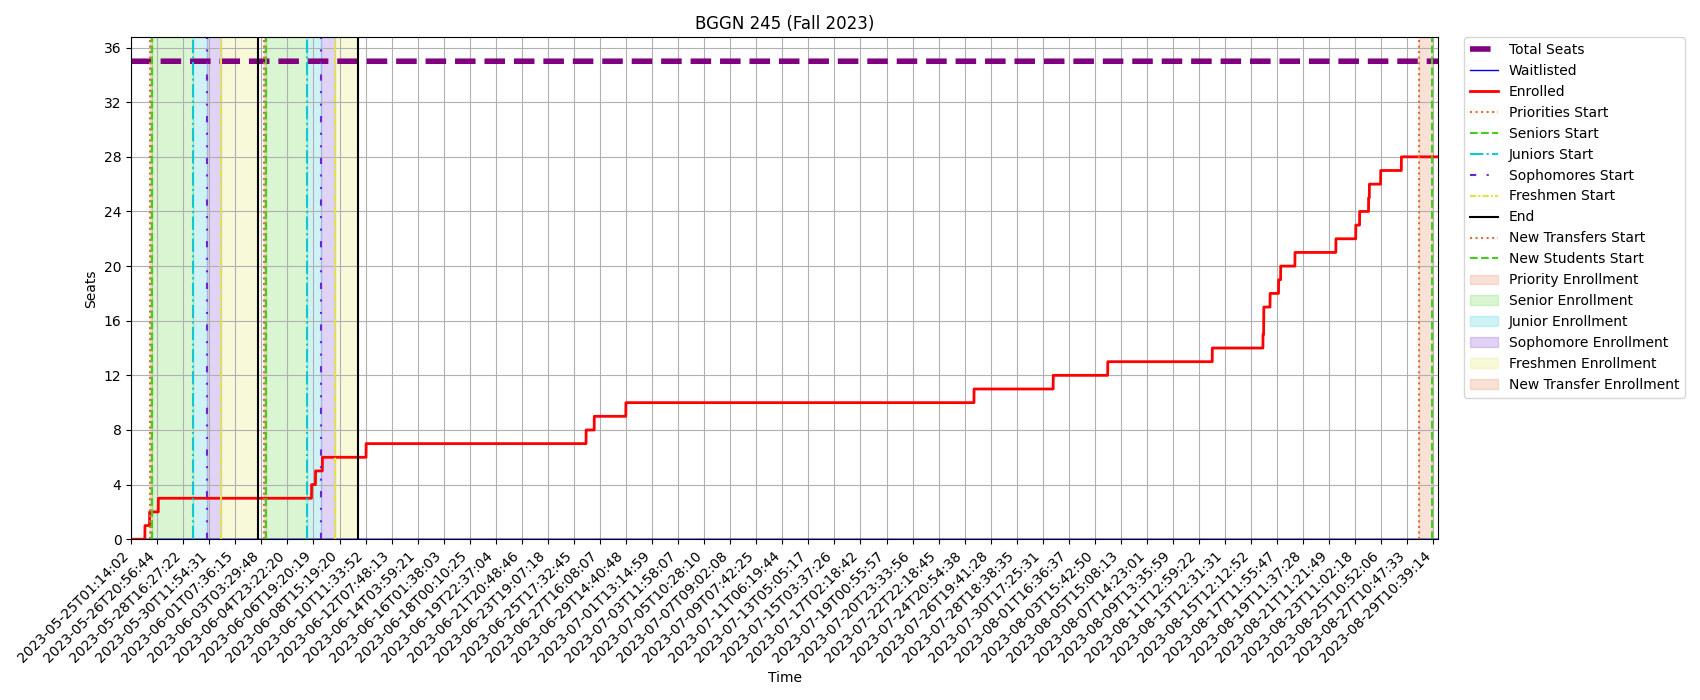 BGGN 245 (Fall 2023)
Seats
36
32
28
24
20
16
12
8
4
0
2023-05-25T01:14:02
2023-05-26T20:56:44
2023-05-28T16:27:22
2023-05-30T11:54:31
2023-06-01T07:36:15
2023-06-03T03:29:48
2023-06-04T23:22:20
2023-06-06T19:20:19
2023-06-08T15:19:20
2023-06-10T11:33:52
2023-06-12T07:48:13
2023-06-14T03:59:21
2023-06-16T01:38:03
2023-06-18T00:10:25
2023-06-19T22:37:04
2023-06-21T20:48:46
2023-06-23T19:07:18
2023-06-25T17:32:45
2023-06-27T16:08:07
2023-06-29T14:40:48
2023-07-01T13:14:59
2023-07-03T11:58:07
2023-07-05T10:28:10
2023-07-07T09:02:08
2023-07-09T07:42:25
2023-07-11T06:19:44
2023-07-13T05:05:17
2023-07-15T03:37:26
2023-07-17T02:18:42
2023-07-19T00:55:57
2023-07-20T23:33:56
2023-07-22T22:18:45
2023-07-24T20:54:38
2023-07-26T19:41:28
2023-07-28T18:38:35
2023-07-30T17:25:31
2023-08-01T16:36:37
2023-08-03T15:42:50
2023-08-05T15:08:13
2023-08-07T14:23:01
2023-08-09T13:35:59
2023-08-11T12:59:22
2023-08-13T12:31:31
2023-08-15T12:12:52
2023-08-17T11:55:47
2023-08-19T11:37:28
2023-08-21T11:21:49
2023-08-23T11:02:18
2023-08-25T10:52:06
2023-08-27T10:47:33
2023-08-29T10:39:14
Time
Total Seats
Waitlisted
Enrolled
Priorities Start
Seniors Start
Juniors Start
Sophomores Start
Freshmen Start
End
New Transfers Start
New Students Start
Priority Enrollment
Senior Enrollment
Junior Enrollment
Sophomore Enrollment
Freshmen Enrollment
New Transfer Enrollment